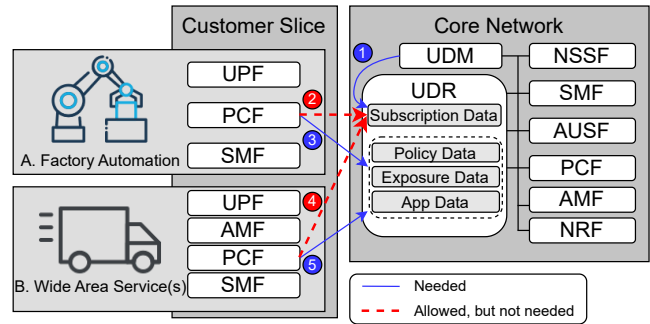 Customer Slice
Core Network
UPF
PCF
SMF
A. Factory Automation
UPF
AMF
PCF
SMF
B. Wide Area Service(s)
1
2
3
4
5
UDM
UDR
Subscription Data
Policy Data
Exposure Data
App Data
NSSF
SMF
AUSF
PCF
AMF
NRF
Needed
Allowed, but not needed